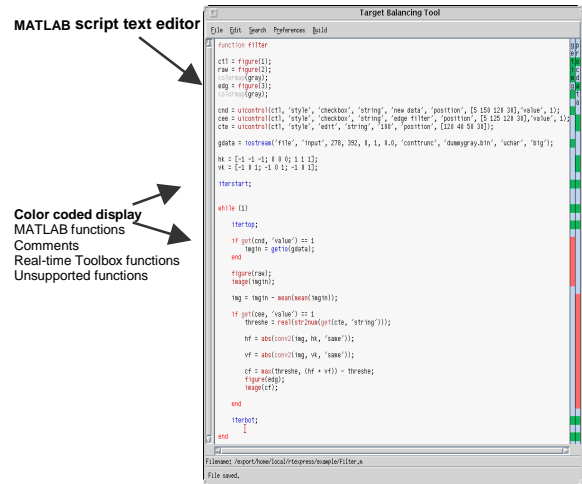 MATLAB script text editor
Target Balancing Tool
File Edit Search Preferences Build
function filter
ctl = figure(1);
raw = figure(2);
colormap(gray);
edg = figure(3);
colormap(gray);
cnd = uicontrol(ctl, 'style', 'checkbox', 'string', 'new data', 'position', [5 150 120 30],'value', 1);
cee = uicontrol(ctl, 'style', 'checkbox', 'string', 'edge filter', 'position', [5 125 120 30],'value', 1);
cte = uicontrol(ctl, 'style', 'edit', 'string', '100', 'position', [120 40 50 30]);
gdata = iostream('file', 'input', 278, 392, 0, 1, 0.0, 'conttrunc', 'dummygray.bin', 'uchar', 'big');
hk = [-1 -1 -1; 0 0 0; 1 1 1];
vk = [-1 0 1; -1 0 1; -1 0 1];
iterstart;
while (1)
itertop;
if get(cnd, 'value') == 1
imgin = getio(gdata);
end
figure(raw);
image(imgin);
img = imgin - mean(mean(imgin));
if get(cee, 'value') == 1
threshe = real(str2num(get(cte, 'string')));
hf = abs(conv2(img, hk, 'same'));
vf = abs(conv2(img, vk, 'same'));
cf = max(threshe, (hf + vf)) - threshe;
figure(edg);
image(cf);
end
iterbot;
end
Color coded display
MATLAB functions
Comments
Real-time Toolbox functions
Unsupported functions
Filename: /export/home/local/rtexpress/example/filter.m
File saved.